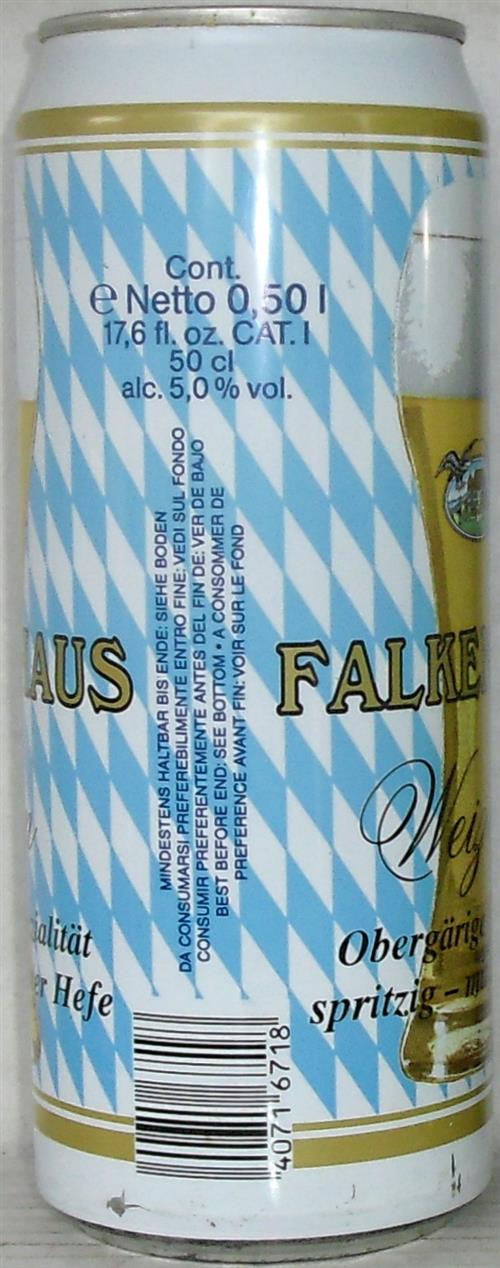 Cont.
e Netto 0,50 l
17,6 fl. oz. CAT. I
50 cl
alc. 5,0 % vol.
MINDESTENS HALTBAR BIS ENDE: SIEHE BODEN
DA CONSUMARSI PREFEREBILIMENTE ENTRO FINE: VEDI SUL FONDO
CONSUMIR PREFERENTEMENTE ANTES DEL FIN DE: VER DE BAJO
BEST BEFORE END: SEE BOTTOM • A CONSOMMER DE
PREFERENCE AVANT FIN: VOIR SUR LE FOND
AUS
FALKE
Wei
Obergärig
spritzig –
alität
er Hefe
4071 6718